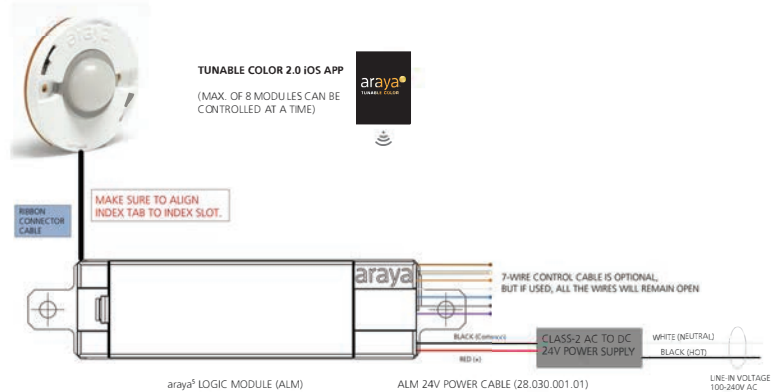 araya
TUNABLE COLOR 2.0 iOS APP
(MAX. OF 8 MODULES CAN BE
CONTROLLED AT A TIME)
araya
TUNABLE COLOR
MAKE SURE TO ALIGN
INDEX TAB TO INDEX SLOT.
RIBBON
CONNECTOR
CABLE
araya
7-WIRE CONTROL CABLE IS OPTIONAL,
BUT IF USED, ALL THE WIRES WILL REMAIN OPEN
BLACK (Common)
RED (+)
CLASS-2 AC TO DC
24V POWER SUPPLY
WHITE (NEUTRAL)
BLACK (HOT)
LINE-IN VOLTAGE
100-240V AC
araya⁵ LOGIC MODULE (ALM)
ALM 24V POWER CABLE (28.030.001.01)